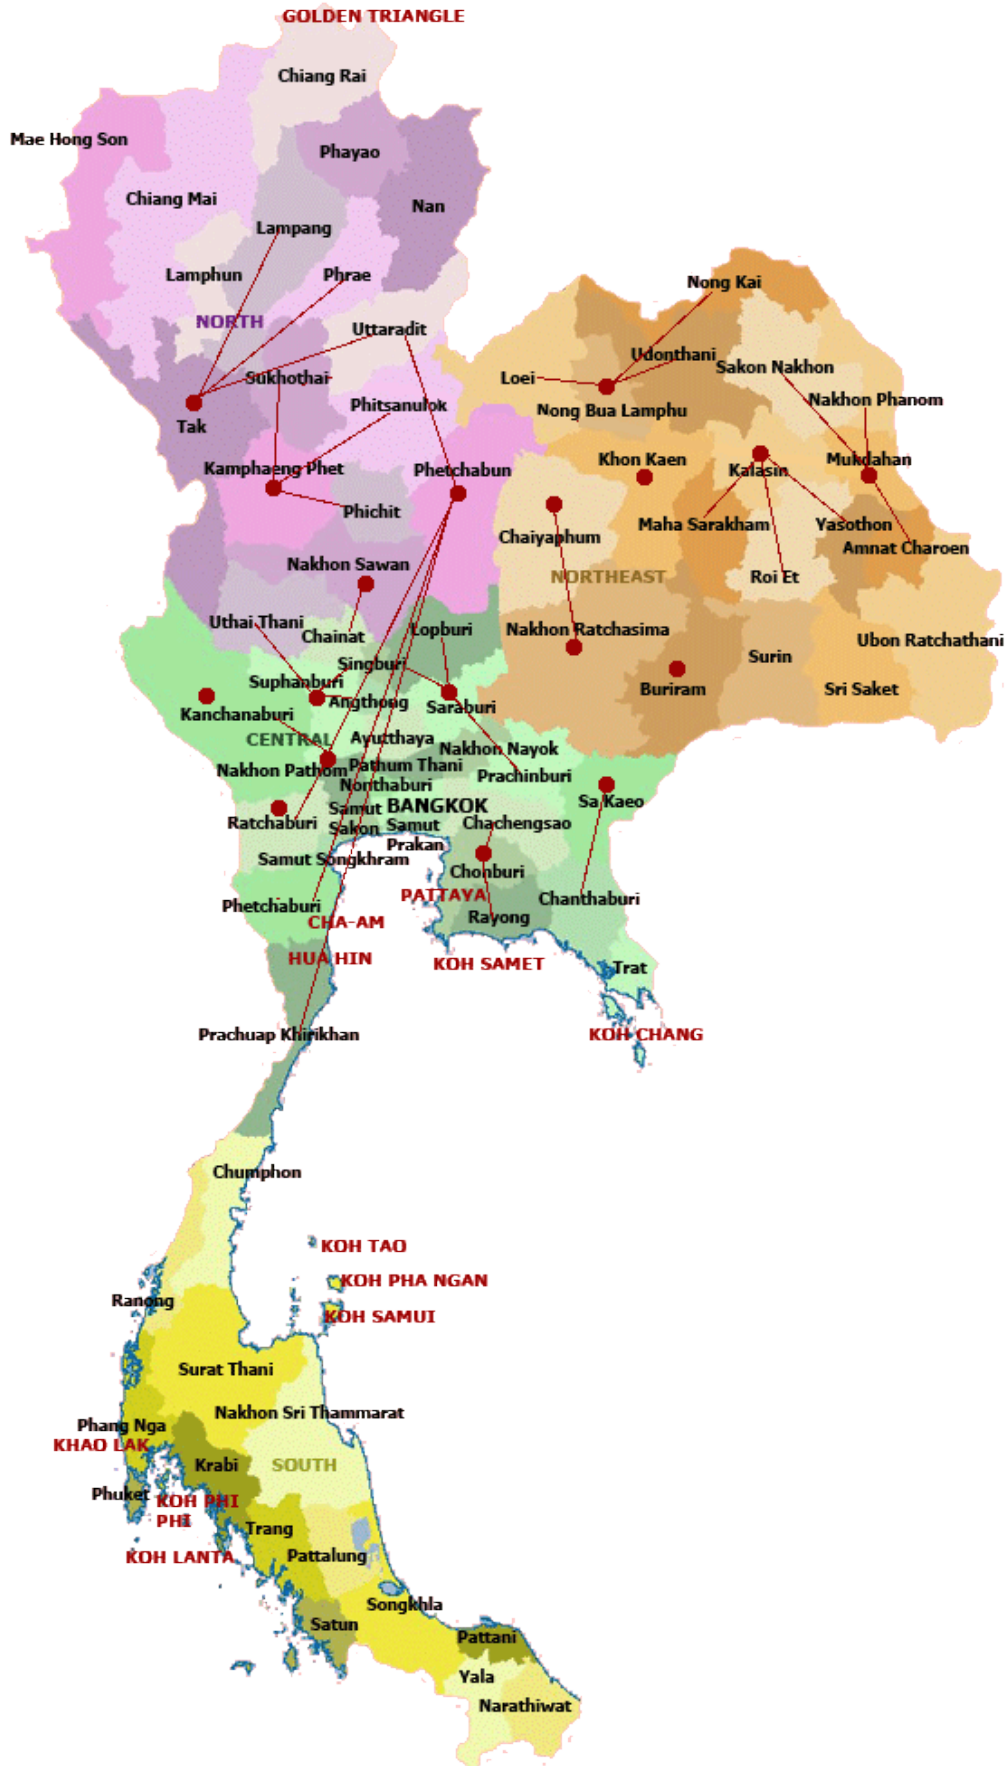 GOLDEN TRIANGLE
Chiang Rai
Mae Hong Son
Phayao
Chiang Mai
Nan
Lampang
Lamphun
Phrae
Nong Kai
NORTH
Uttaradit
Udonthani
Sakon Nakhon
Sukhothai
Loei
Nakhon Phanom
Phitsanulok
Nong Bua Lamphu
Tak
Khon Kaen
Mukdahan
Kamphaeng Phet
Phetchabun
Kalasin
Phichit
Maha Sarakham
Yasothon
Chaiyaphum
Amnat Charoen
Nakhon Sawan
NORTHEAST
Roi Et
Uthai Thani
Chainat
Lopburi
Nakhon Ratchasima
Ubon Ratchathani
Singburi
Surin
Suphanburi
Buriram
Sri Saket
Angthong
Saraburi
Kanchanaburi
CENTRAL
Ayutthaya
Nakhon Nayok
Nakhon Pathom
Pathum Thani
Prachinburi
Nonthaburi
Sa Kaeo
BANGKOK
Samut
Sakon
Ratchaburi
Samut
Prakan
Chachengsao
Samut Songkhram
Chonburi
PATTAYA
Chanthaburi
Phetchaburi
Rayong
CHA-AM
HUA HIN
KOH SAMET
Trat
Prachuap Khirikhan
KOH CHANG
Chumphon
KOH TAO
KOH PHA NGAN
Ranong
KOH SAMUI
Surat Thani
Nakhon Sri Thammarat
Phang Nga
KHAO LAK
Krabi
SOUTH
Phuket
KOH PHI
PHI
Trang
KOH LANTA
Pattalung
Songkhla
Satun
Pattani
Yala
Narathiwat